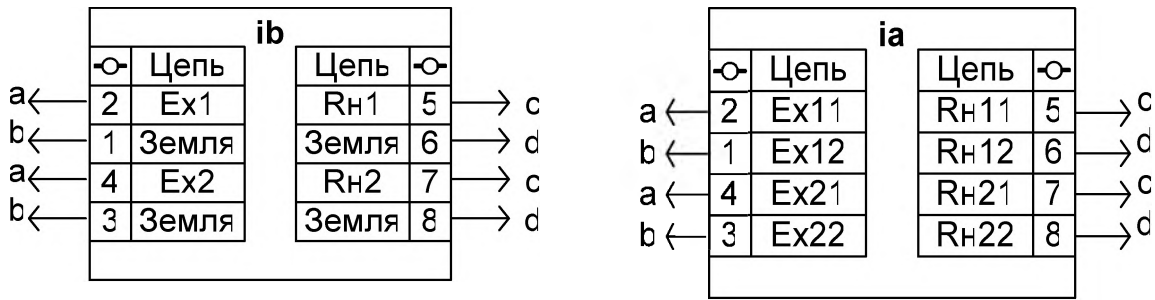 ib
Цепь Цепь
a 2 Ex1 Rн1 5 c
b 1 Земля Земля 6 d
a 4 Ex2 Rн2 7 c
b 3 Земля Земля 8 d
ia
Цепь Цепь
a 2 Ex11 Rн11 5 c
b 1 Ex12 Rн12 6 d
a 4 Ex21 Rн21 7 c
b 3 Ex22 Rн22 8 d